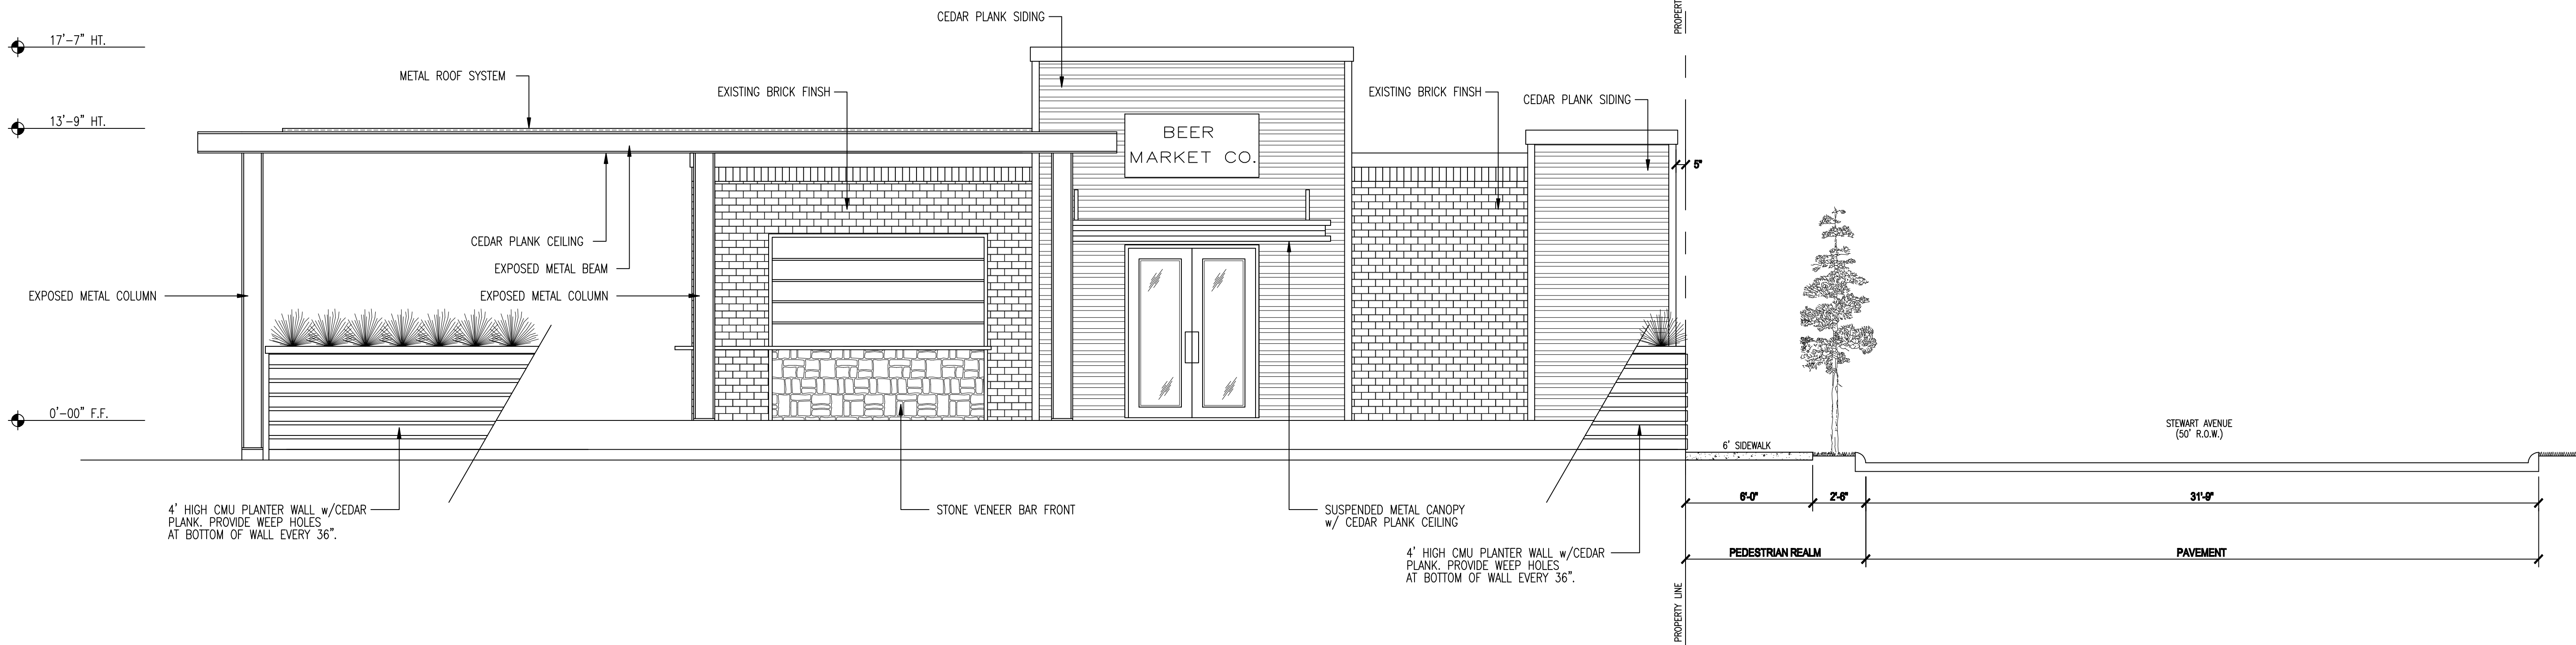 CEDAR PLANK SIDING
17'-7" HT.
METAL ROOF SYSTEM
EXISTING BRICK FINSH
EXISTING BRICK FINSH
CEDAR PLANK SIDING
13'-9" HT.
BEER
MARKET CO.
5"
CEDAR PLANK CEILING
EXPOSED METAL BEAM
EXPOSED METAL COLUMN
EXPOSED METAL COLUMN
0'-00" F.F.
STEWART AVENUE
(50' R.O.W.)
6' SIDEWALK
6'-0"
2'-6"
31'-9"
4' HIGH CMU PLANTER WALL w/CEDAR
PLANK. PROVIDE WEEP HOLES
AT BOTTOM OF WALL EVERY 36".
STONE VENEER BAR FRONT
SUSPENDED METAL CANOPY
w/ CEDAR PLANK CEILING
4' HIGH CMU PLANTER WALL w/CEDAR
PLANK. PROVIDE WEEP HOLES
AT BOTTOM OF WALL EVERY 36".
PEDESTRIAN REALM
PAVEMENT
PROPERTY LINE